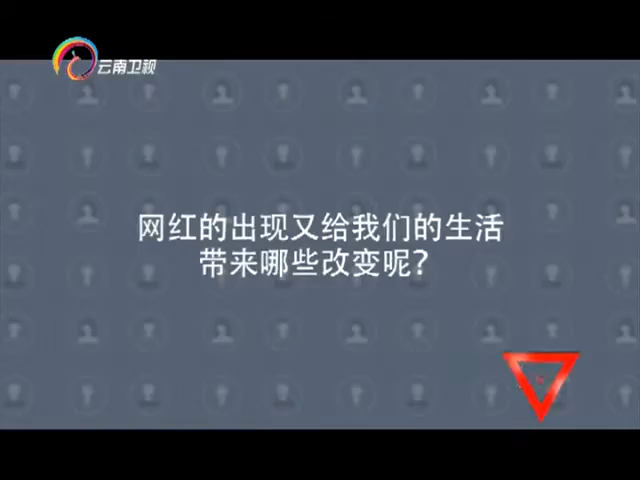 云南卫视
网红的出现又给我们的生活
带来哪些改变呢?